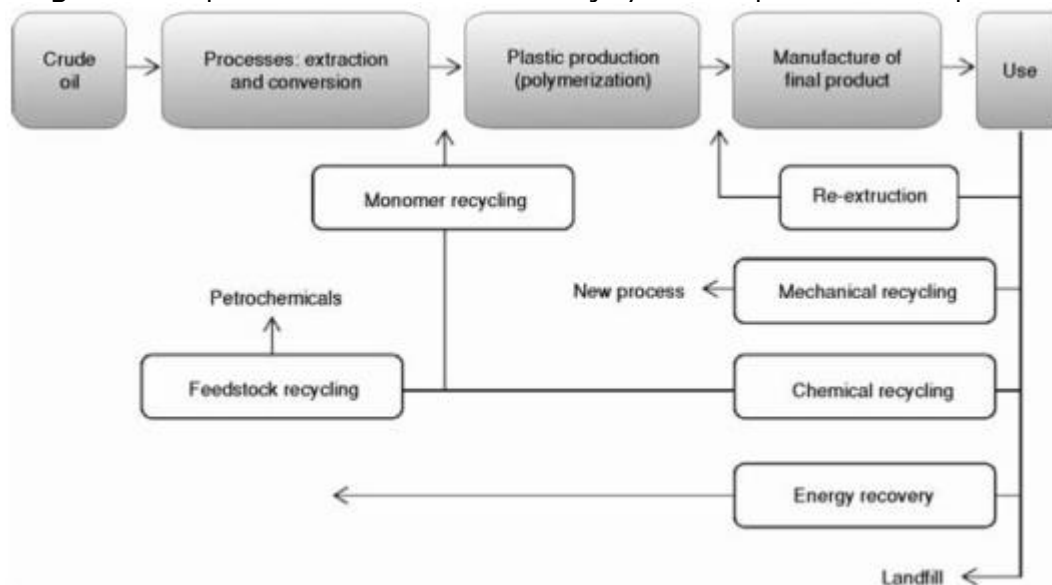 Crude
oil
Processes: extraction
and conversion
Plastic production
(polymerization)
Manufacture of
final product
Use
Monomer recycling
Re-extruction
Petrochemicals
New process
Mechanical recycling
Feedstock recycling
Chemical recycling
Energy recovery
Landfill